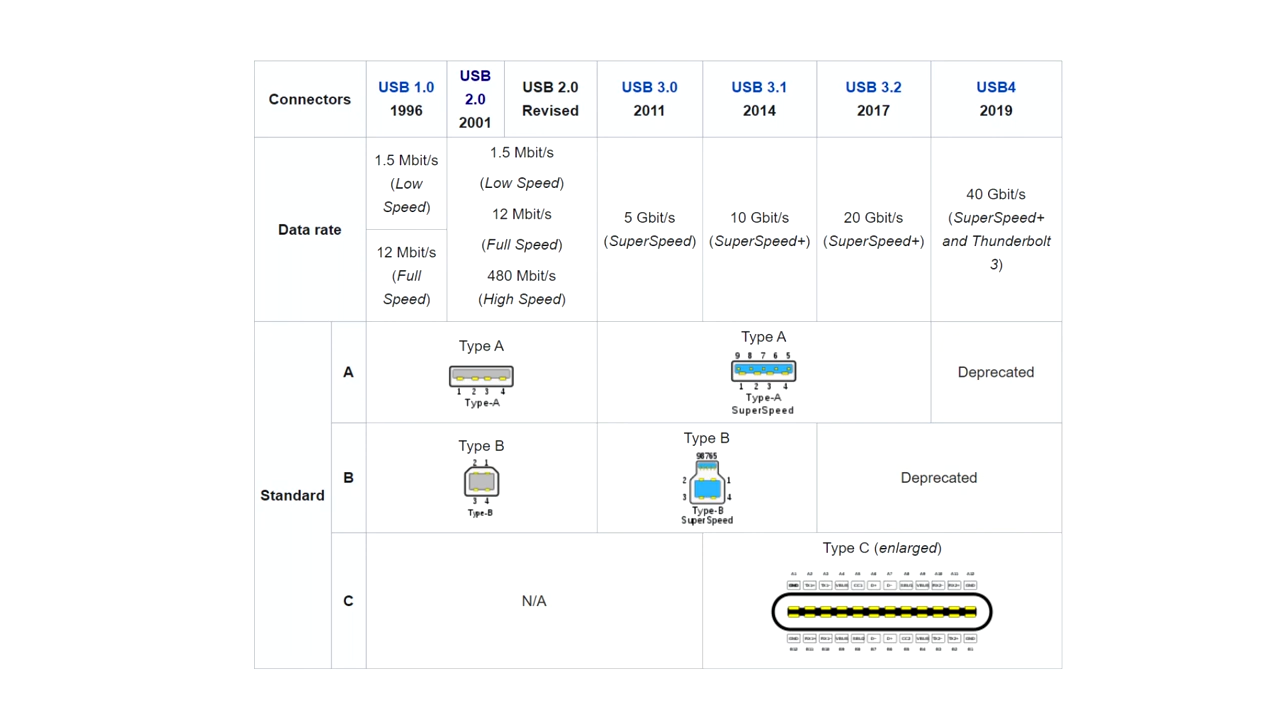 Connectors
USB 1.0
1996
USB
2.0
2001
USB 2.0
Revised
USB 3.0
2011
USB 3.1
2014
USB 3.2
2017
USB4
2019
Data rate
1.5 Mbit/s
(Low
Speed)
12 Mbit/s
(Full
Speed)
1.5 Mbit/s
(Low Speed)
12 Mbit/s
(Full Speed)
480 Mbit/s
(High Speed)
5 Gbit/s
(SuperSpeed)
10 Gbit/s
(SuperSpeed+)
20 Gbit/s
(SuperSpeed+)
40 Gbit/s
(SuperSpeed+
and Thunderbolt
3)
Standard
A
Type A
1 2 3 4
Type-A
Type A
9 8 7 6 5
1 2 3 4
Type-A
SuperSpeed
Deprecated
B
Type B
2 1
3 4
Type-B
Type B
98765
2 1
3 4
Type-B
SuperSpeed
Deprecated
C
N/A
Type C (enlarged)